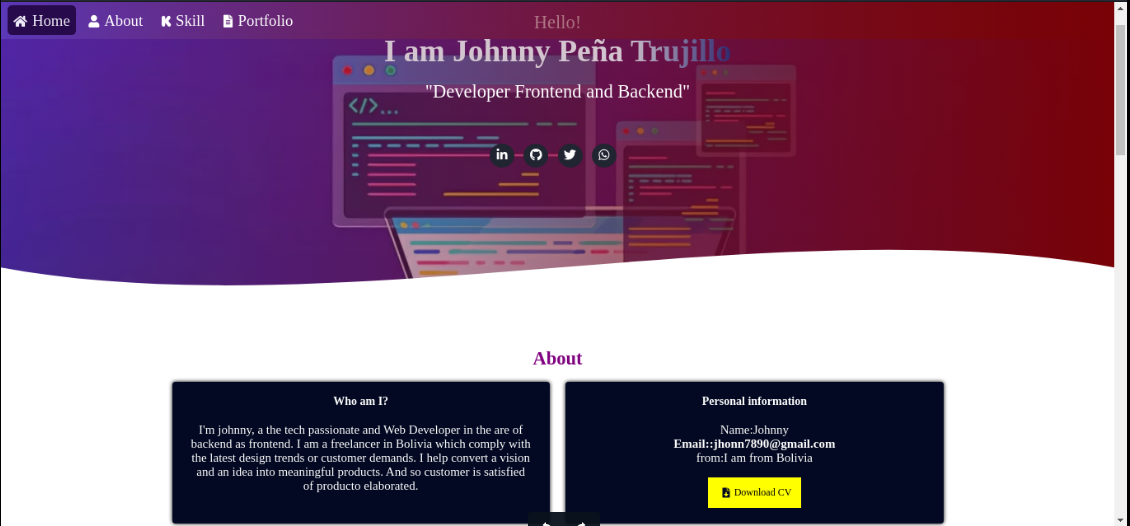 Home About Skill Portfolio
Hello!
I am Johnny Peña Trujillo
"Developer Frontend and Backend"
</>...
About
Who am I?
I'm johnny, a the tech passionate and Web Developer in the are of
backend as frontend. I am a freelancer in Bolivia which comply with
the latest design trends or customer demands. I help convert a vision
and an idea into meaningful products. And so customer is satisfied
of producto elaborated.
Personal information
Name:Johnny
Email::jhonn7890@gmail.com
from:I am from Bolivia
Download CV